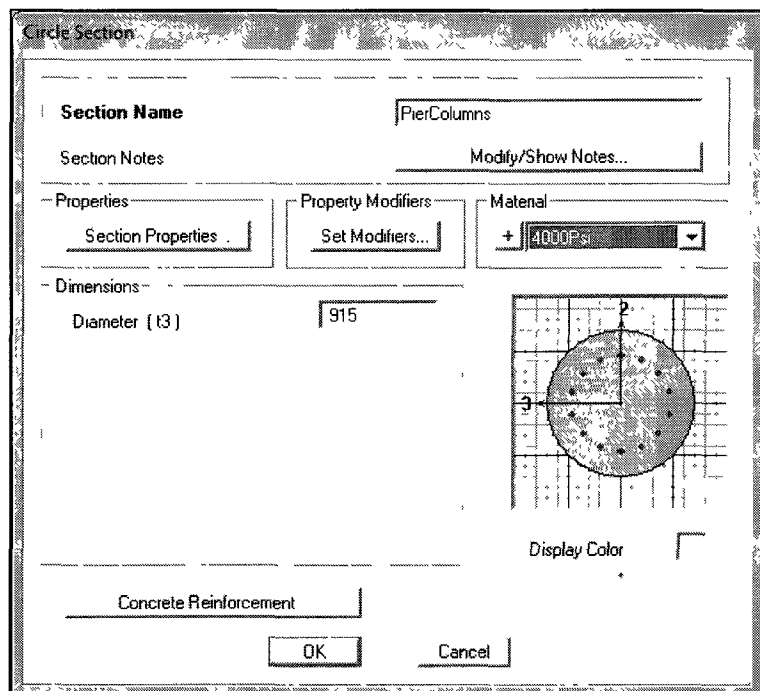 Circle Section
Section Name PierColumns
Section Notes Modify/Show Notes...
Properties Property Modifiers Material
Section Properties . Set Modifiers... + 4000Psi
Dimensions
Diameter ( t3 ) 915
2
3
Display Color
Concrete Reinforcement
OK Cancel